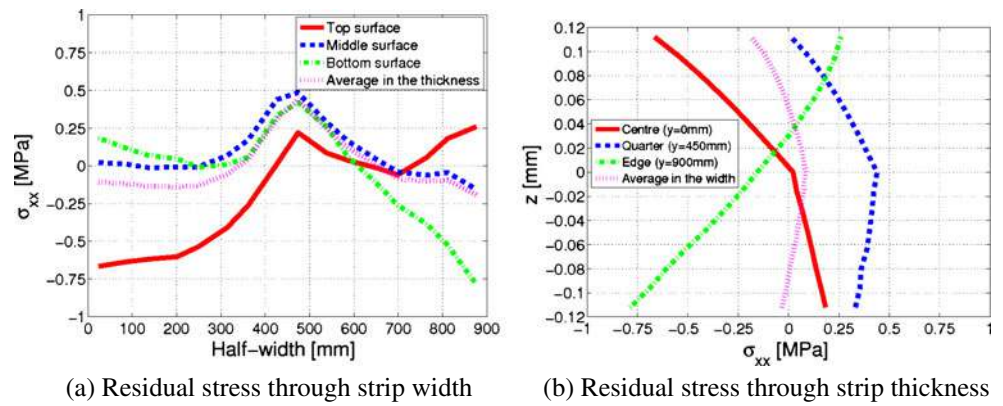 1
0.75
0.5
0.25
0
−0.25
−0.5
−0.75
−1
σxx [MPa]
0 100 200 300 400 500 600 700 800 900
Half−width [mm]
Top surface
Middle surface
Bottom surface
Average in the thickness
(a) Residual stress through strip width
0.12
0.08
0.06
0.04
0.02
0
−0.02
−0.04
−0.06
−0.08
−0.1
−0.12
z [mm]
−1 −0.75 −0.5 −0.25 0 0.25 0.5 0.75 1
σxx [MPa]
Centre (y=0mm)
Quarter (y=450mm)
Edge (y=900mm)
Average in the width
(b) Residual stress through strip thickness